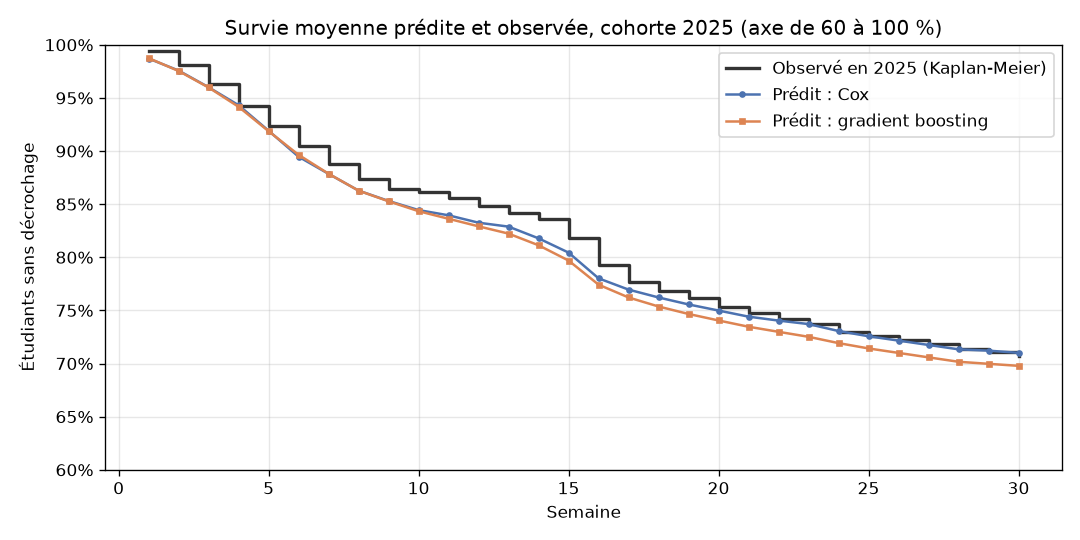 Survie moyenne prédite et observée, cohorte 2025 (axe de 60 à 100 %)
Étudiants sans décrochage
100%
95%
90%
85%
80%
75%
70%
65%
60%
Observé en 2025 (Kaplan-Meier)
Prédit : Cox
Prédit : gradient boosting
0 5 10 15 20 25 30
Semaine